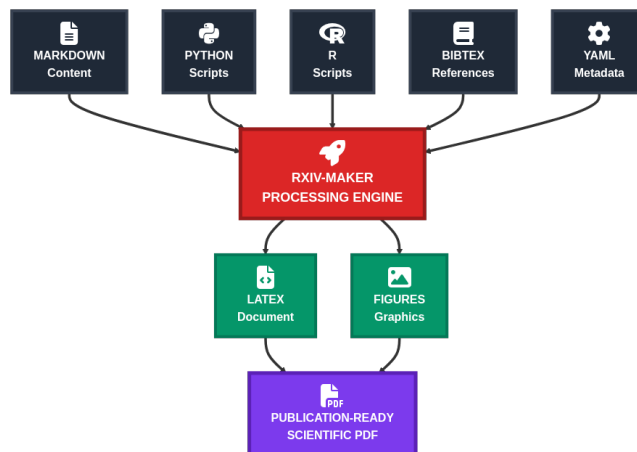 MARKDOWN
Content
PYTHON
Scripts
R
Scripts
BIBTEX
References
YAML
Metadata
RXIV-MAKER
PROCESSING ENGINE
LATEX
Document
FIGURES
Graphics
PDF
PUBLICATION-READY
SCIENTIFIC PDF